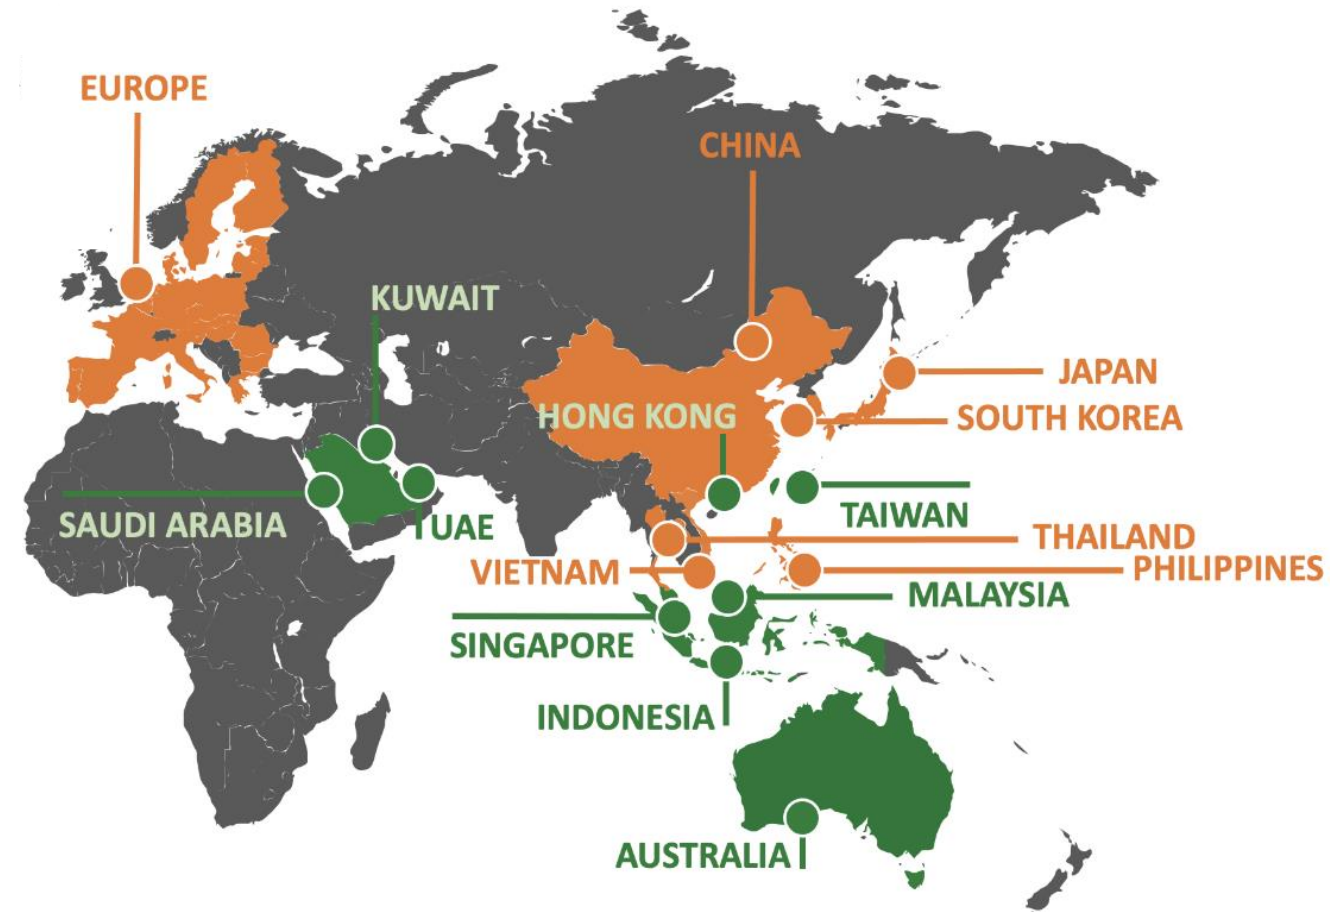 EUROPE
CHINA
KUWAIT
JAPAN
HONG KONG
SOUTH KOREA
SAUDI ARABIA
UAE
TAIWAN
THAILAND
VIETNAM
PHILIPPINES
MALAYSIA
SINGAPORE
INDONESIA
AUSTRALIA